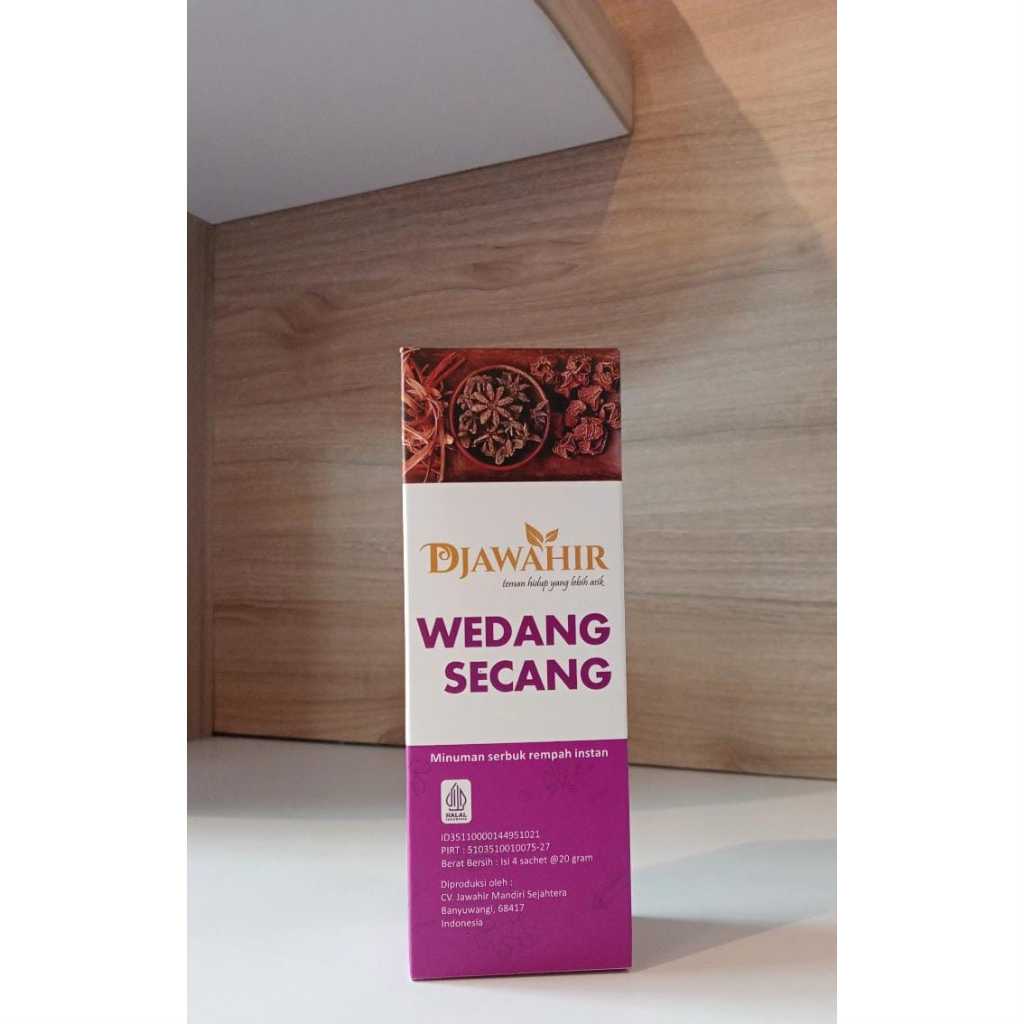 DJAWAHIR
teman hidup yang lebih asik
WEDANG
SECANG
Minuman serbuk rempah instan
HALAL
INDONESIA
ID35110000144951021
PIRT : 5103510010075-27
Berat Bersih : Isi 4 sachet @20 gram
Diproduksi oleh :
CV. Jawahir Mandiri Sejahtera
Banyuwangi, 68417
Indonesia